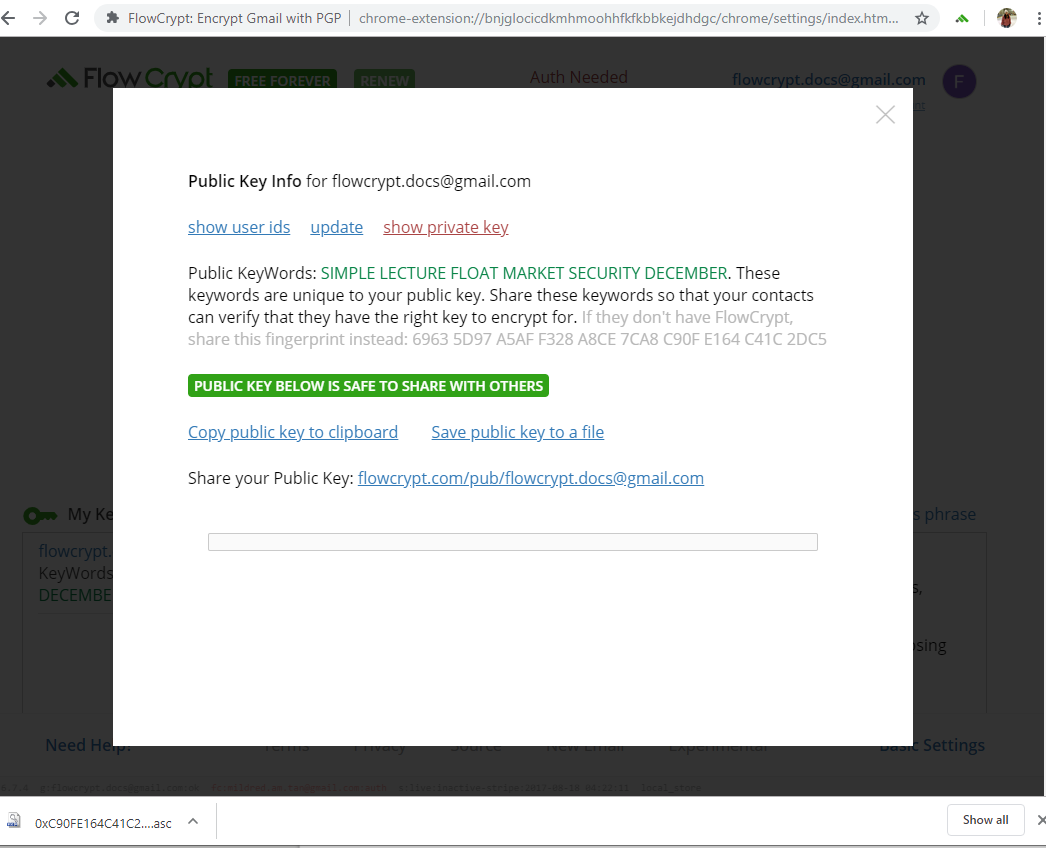 FlowCrypt: Encrypt Gmail with PGP | chrome-extension://bnjglocicdkmhmoohhfkfkbbkejdhdgc/chrome/settings/index.htm...
FlowCrypt FREE FOREVER RENEW Auth Needed flowcrypt.docs@gmail.com F
Public Key Info for flowcrypt.docs@gmail.com
show user ids update show private key
Public KeyWords: SIMPLE LECTURE FLOAT MARKET SECURITY DECEMBER. These
keywords are unique to your public key. Share these keywords so that your contacts
can verify that they have the right key to encrypt for. If they don't have FlowCrypt,
share this fingerprint instead: 6963 5D97 A5AF F328 A8CE 7CA8 C90F E164 C41C 2DC5
PUBLIC KEY BELOW IS SAFE TO SHARE WITH OTHERS
Copy public key to clipboard Save public key to a file
Share your Public Key: flowcrypt.com/pub/flowcrypt.docs@gmail.com
My Ke s phrase
flowcrypt.
KeyWords s,
DECEMBE
osing
Need Help? Terms Privacy Source New Email Experimental Basic Settings
0xC90FE164C41C2....asc Show all